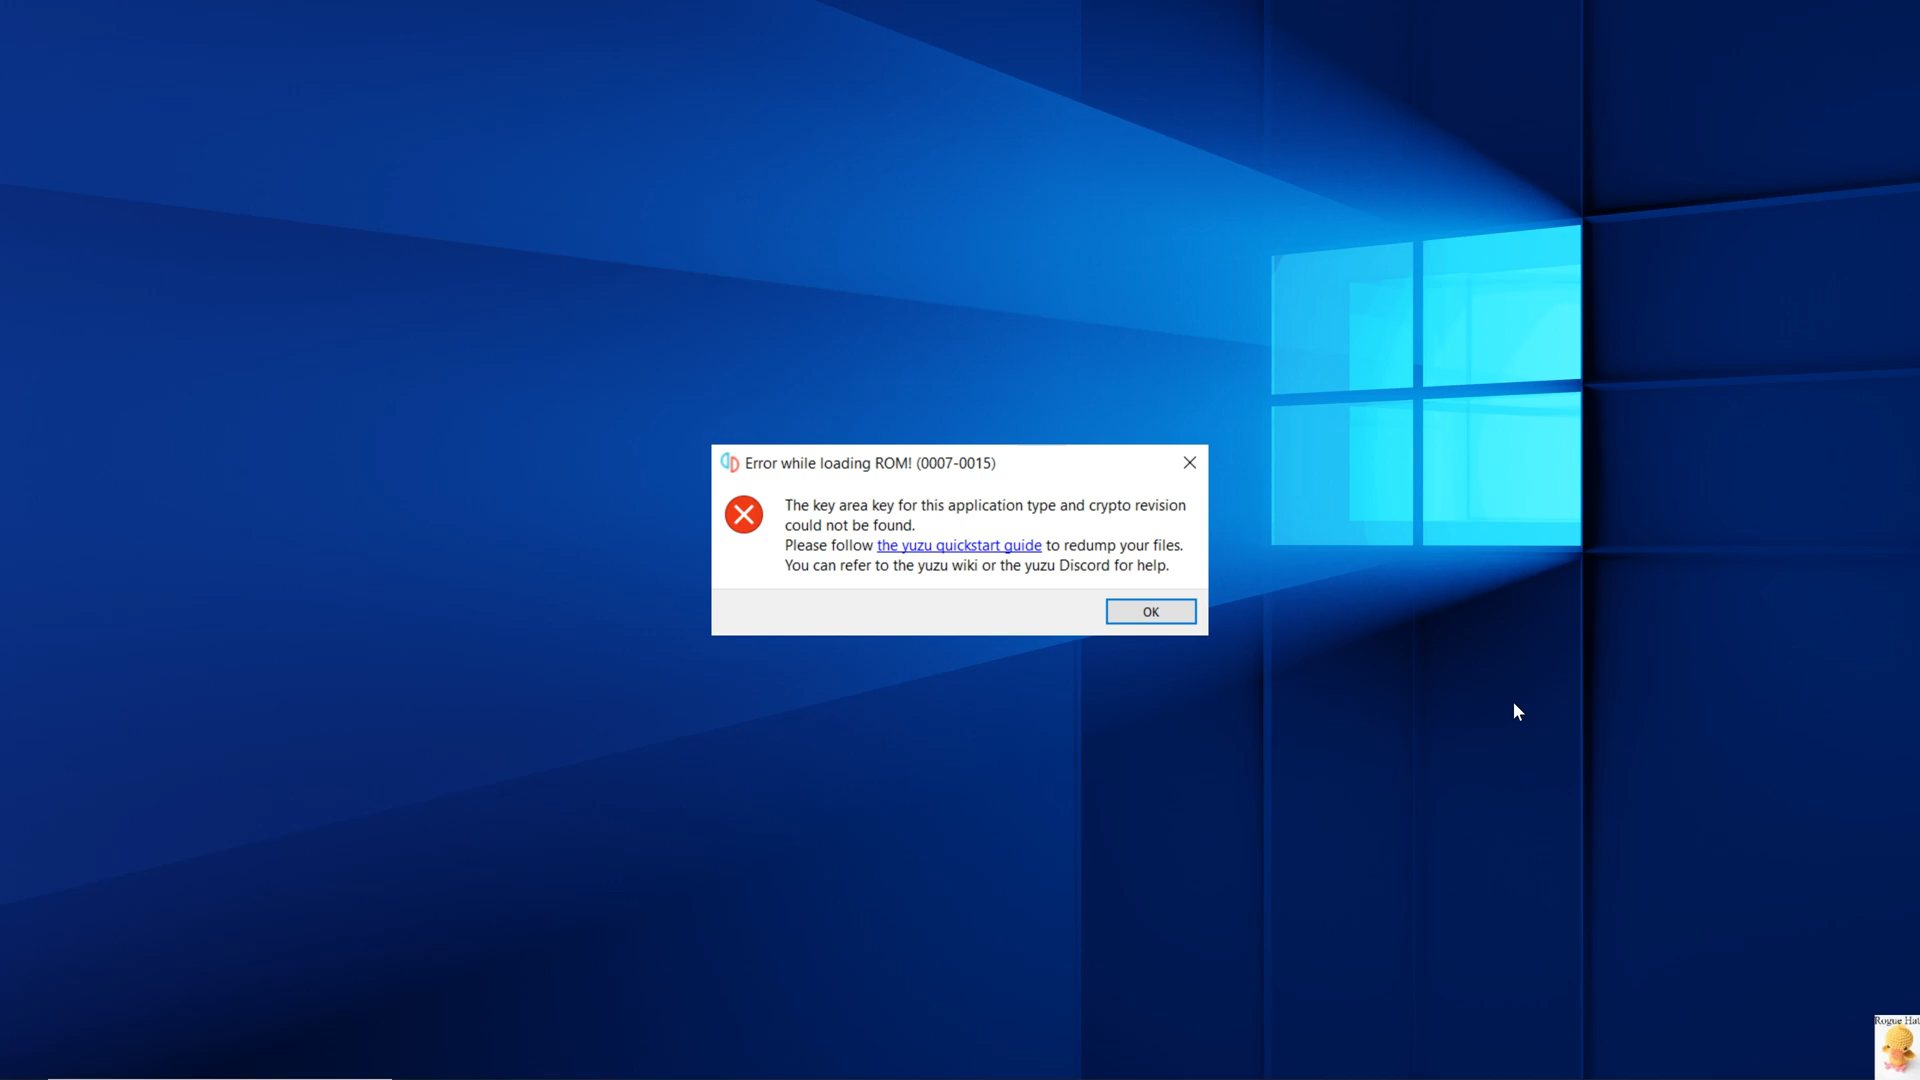 Error while loading ROM! (0007-0015)
The key area key for this application type and crypto revision
could not be found.
Please follow the yuzu quickstart guide to redump your files.
You can refer to the yuzu wiki or the yuzu Discord for help.
OK
Rogue Hat